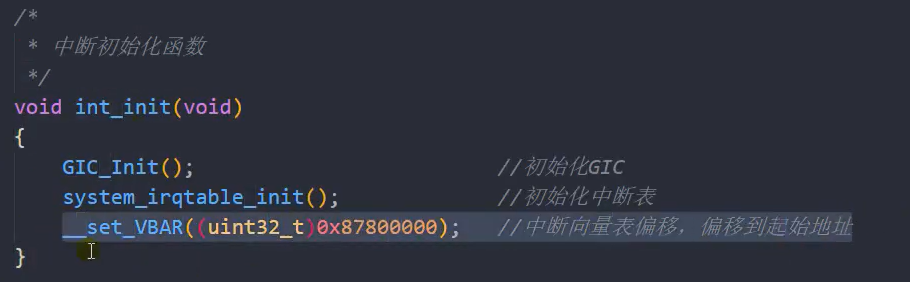 /*
 * 中断初始化函数
 */
void int_init(void)
{
    GIC_Init();                         //初始化GIC
    system_irqtable_init();             //初始化中断表
    __set_VBAR((uint32_t)0x87800000);   //中断向量表偏移，偏移到起始地址
}